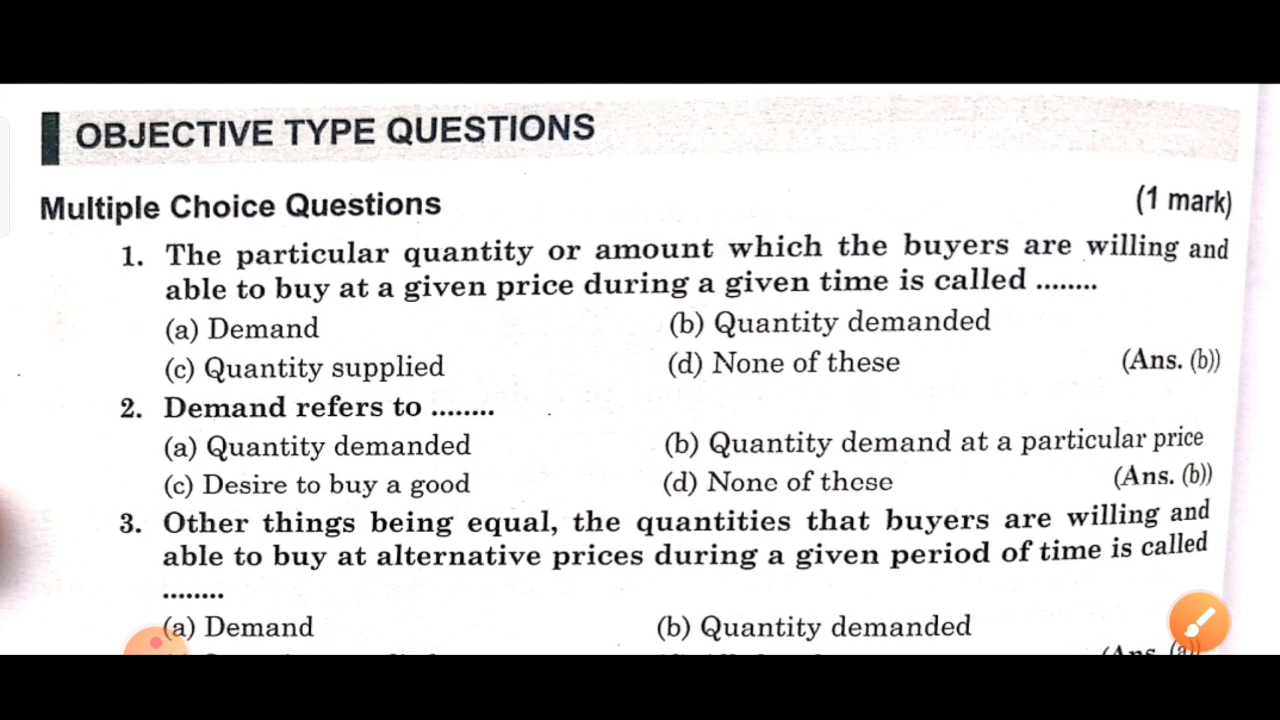 OBJECTIVE TYPE QUESTIONS
Multiple Choice Questions (1 mark)
1. The particular quantity or amount which the buyers are willing and
able to buy at a given price during a given time is called ........
(a) Demand (b) Quantity demanded
(c) Quantity supplied (d) None of these (Ans. (b))
2. Demand refers to ........
(a) Quantity demanded (b) Quantity demand at a particular price
(c) Desire to buy a good (d) None of these (Ans. (b))
3. Other things being equal, the quantities that buyers are willing and
able to buy at alternative prices during a given period of time is called
........
(a) Demand (b) Quantity demanded
(Ans. (a))